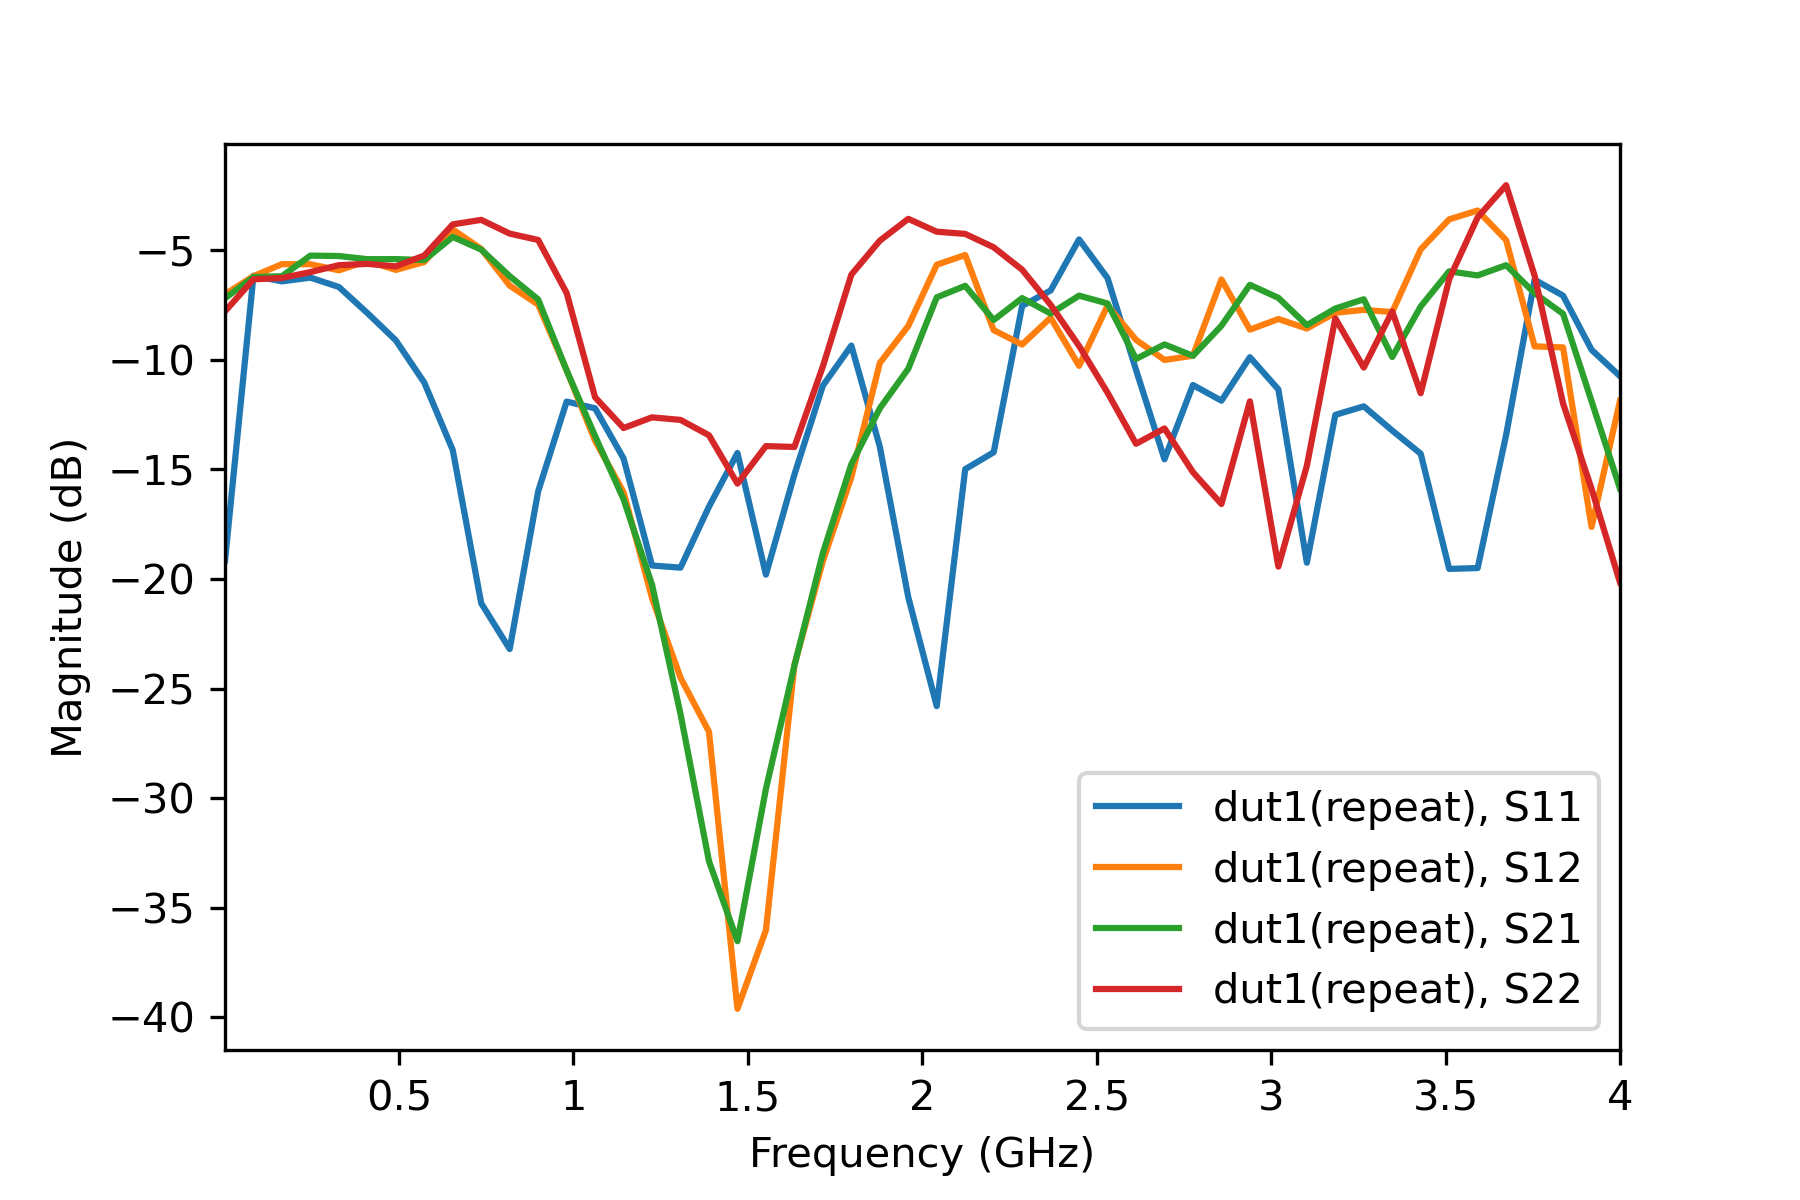 Magnitude (dB)
−5
−10
−15
−20
−25
−30
−35
−40
dut1(repeat), S11
dut1(repeat), S12
dut1(repeat), S21
dut1(repeat), S22
0.5 1 1.5 2 2.5 3 3.5 4
Frequency (GHz)